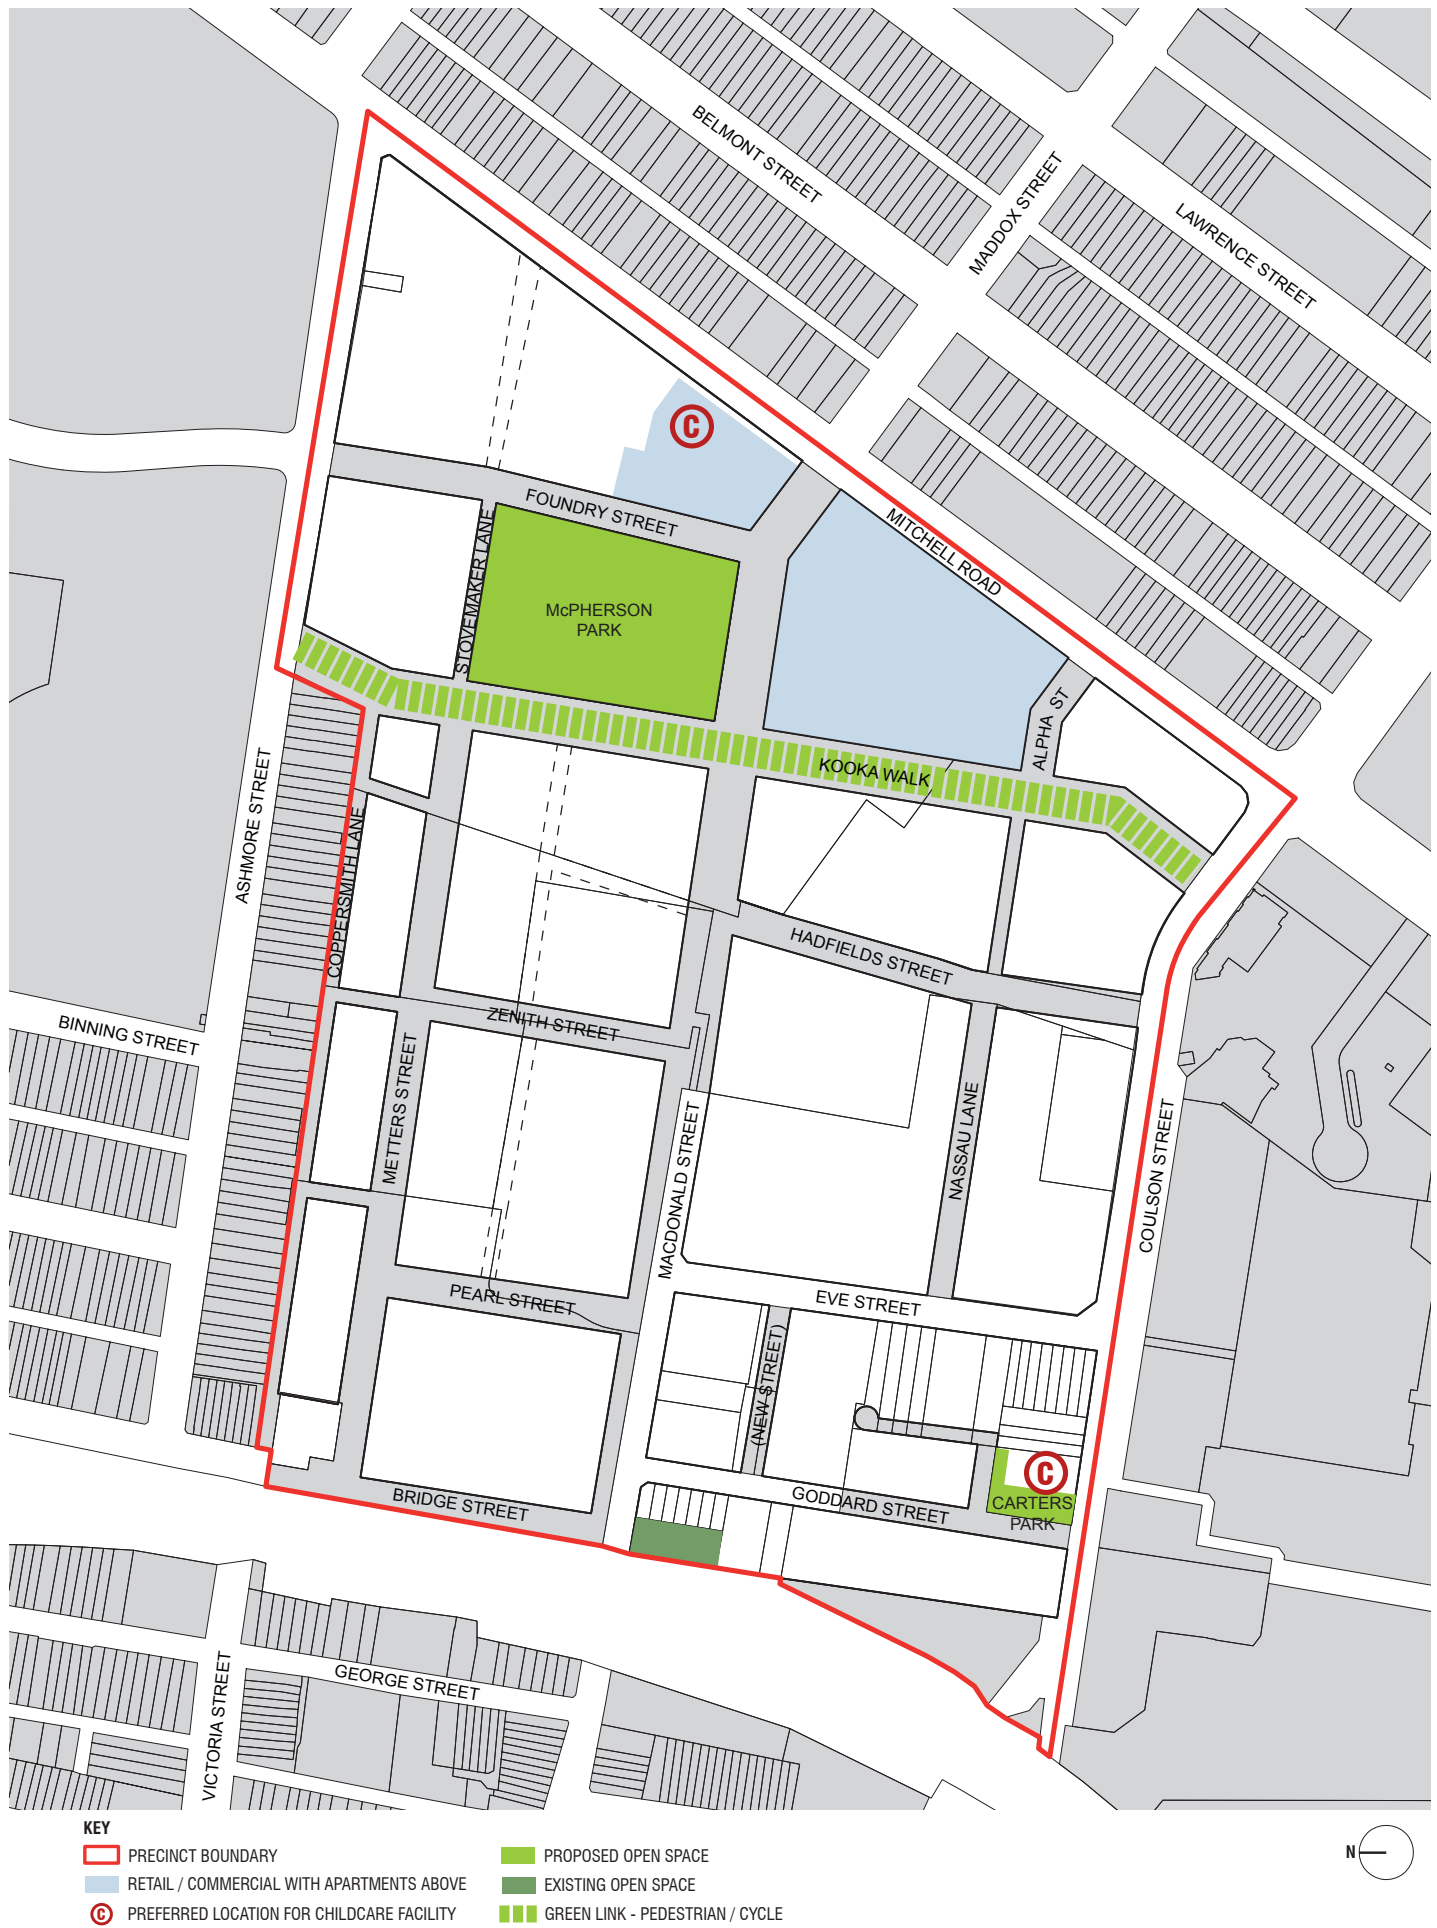 BELMONT STREET
MADDOX STREET
LAWRENCE STREET
C
FOUNDRY STREET
MITCHELL ROAD
STOVEMAKER LANE
McPHERSON
PARK
ALPHA ST
KOOKA WALK
ASHMORE STREET
COPPERSMITH LANE
HADFIELDS STREET
BINNING STREET
ZENITH STREET
METTERS STREET
MACDONALD STREET
NASSAU LANE
COULSON STREET
PEARL STREET
EVE STREET
(NEW STREET)
C
BRIDGE STREET
GODDARD STREET
CARTERS
PARK
GEORGE STREET
VICTORIA STREET
KEY
PRECINCT BOUNDARY
RETAIL / COMMERCIAL WITH APARTMENTS ABOVE
C PREFERRED LOCATION FOR CHILDCARE FACILITY
PROPOSED OPEN SPACE
EXISTING OPEN SPACE
GREEN LINK - PEDESTRIAN / CYCLE
N